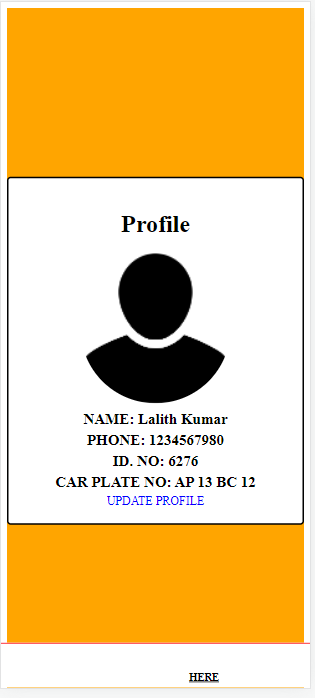 Profile
NAME: Lalith Kumar
PHONE: 1234567980
ID. NO: 6276
CAR PLATE NO: AP 13 BC 12
UPDATE PROFILE
HERE